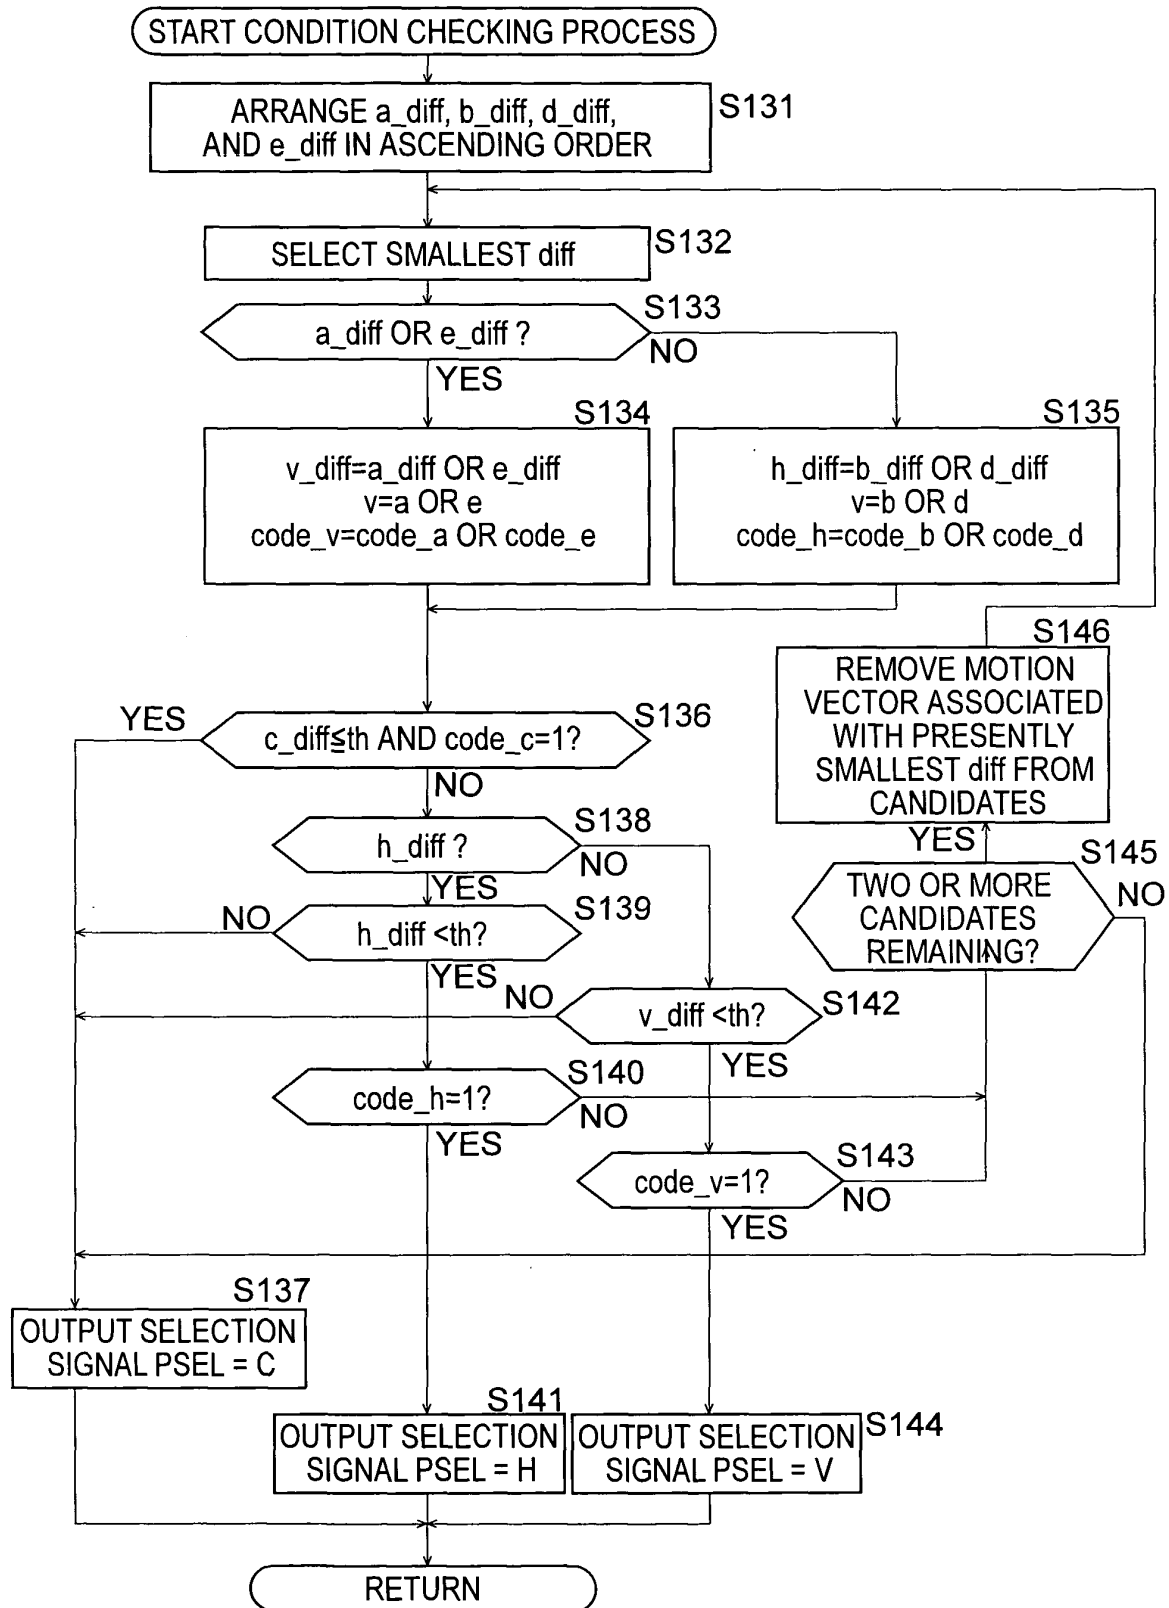 START CONDITION CHECKING PROCESS
ARRANGE a_diff, b_diff, d_diff,
AND e_diff IN ASCENDING ORDER
S131
SELECT SMALLEST diff
S132
a_diff OR e_diff ?
S133
NO
YES
S134
v_diff=a_diff OR e_diff
v=a OR e
code_v=code_a OR code_e
S135
h_diff=b_diff OR d_diff
v=b OR d
code_h=code_b OR code_d
S146
REMOVE MOTION
VECTOR ASSOCIATED
WITH PRESENTLY
SMALLEST diff FROM
CANDIDATES
YES
S136
c_diff≦th AND code_c=1?
NO
S138
h_diff ?
NO
YES
YES
S145
TWO OR MORE
CANDIDATES
REMAINING?
NO
S139
h_diff <th?
NO
YES
S142
v_diff <th?
NO
YES
S140
code_h=1?
NO
YES
S143
code_v=1?
NO
YES
S137
OUTPUT SELECTION
SIGNAL PSEL = C
S141
OUTPUT SELECTION
SIGNAL PSEL = H
S144
OUTPUT SELECTION
SIGNAL PSEL = V
RETURN